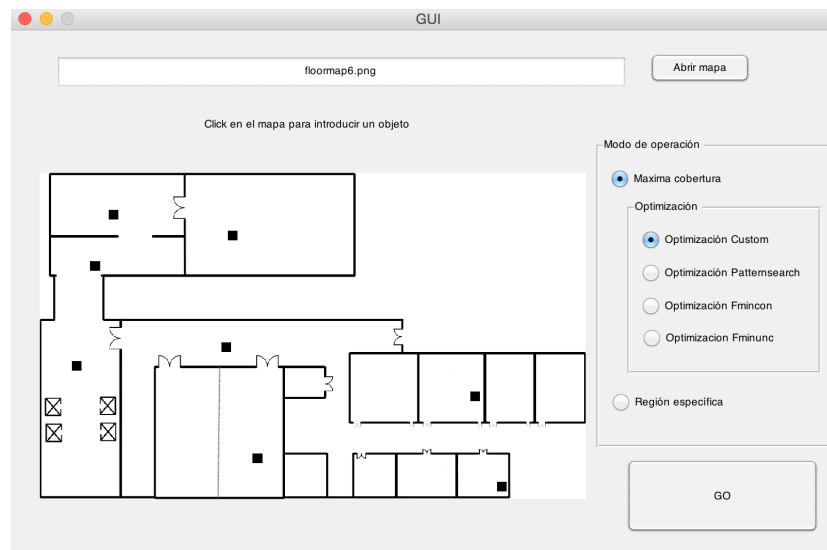 GUI
floormap6.png
Abrir mapa
Click en el mapa para introducir un objeto
Modo de operación
Maxima cobertura
Optimización
Optimización Custom
Optimización Patternsearch
Optimización Fmincon
Optimizacion Fminunc
Región específica
GO